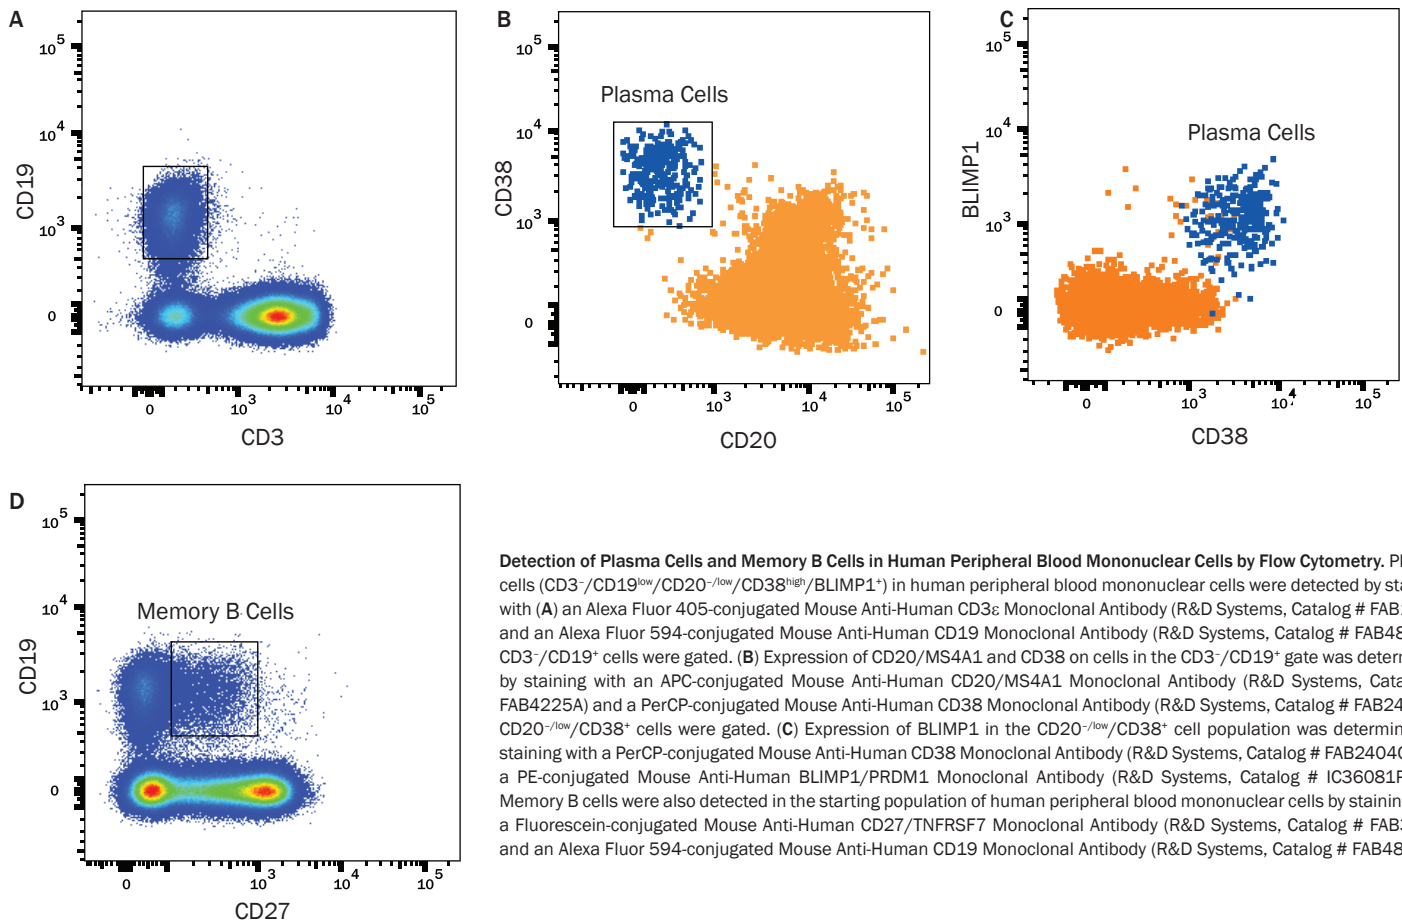 A
10^5
10^4
10^3
0
CD19
0
10^3
10^4
10^5
CD3
B
Plasma Cells
10^5
10^4
10^3
0
CD38
0
10^3
10^4
10^5
CD20
C
Plasma Cells
10^5
10^4
10^3
0
BLIMP1
0
10^3
10^4
10^5
CD38
D
Memory B Cells
10^5
10^4
10^3
0
CD19
0
10^3
10^4
10^5
CD27
Detection of Plasma Cells and Memory B Cells in Human Peripheral Blood Mononuclear Cells by Flow Cytometry.
cells (CD3⁻/CD19^low/CD20^-/low/CD38^high/BLIMP1⁺) in human peripheral blood mononuclear cells were detected by
with (A) an Alexa Fluor 405-conjugated Mouse Anti-Human CD3ε Monoclonal Antibody (R&D Systems, Catalog #
and an Alexa Fluor 594-conjugated Mouse Anti-Human CD19 Monoclonal Antibody (R&D Systems, Catalog #
CD3⁻/CD19⁺ cells were gated. (B) Expression of CD20/MS4A1 and CD38 on cells in the CD3⁻/CD19⁺ gate was
by staining with an APC-conjugated Mouse Anti-Human CD20/MS4A1 Monoclonal Antibody (R&D Systems,
FAB4225A) and a PerCP-conjugated Mouse Anti-Human CD38 Monoclonal Antibody (R&D Systems, Catalog #
CD20^-/low/CD38⁺ cells were gated. (C) Expression of BLIMP1 in the CD20^-/low/CD38⁺ cell population was
staining with a PerCP-conjugated Mouse Anti-Human CD38 Monoclonal Antibody (R&D Systems, Catalog #
a PE-conjugated Mouse Anti-Human BLIMP1/PRDM1 Monoclonal Antibody (R&D Systems, Catalog # IC36081P
Memory B cells were also detected in the starting population of human peripheral blood mononuclear cells by staining
a Fluorescein-conjugated Mouse Anti-Human CD27/TNFRSF7 Monoclonal Antibody (R&D Systems, Catalog #
and an Alexa Fluor 594-conjugated Mouse Anti-Human CD19 Monoclonal Antibody (R&D Systems, Catalog #